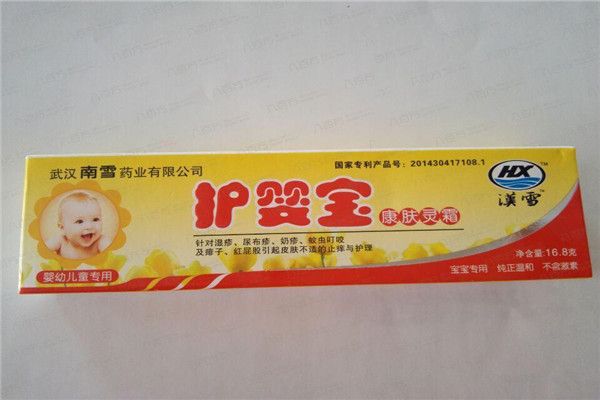 武汉南雪药业有限公司
国家专利产品号：201430417108.1
HX™
漢雪™
护婴宝
康肤灵霜
针对湿疹、尿布疹、奶疹、蚊虫叮咬
及痱子、红屁股引起皮肤不适的止痒与护理
净含量:16.8克
婴幼儿童专用
宝宝专用 纯正温和 不含激素